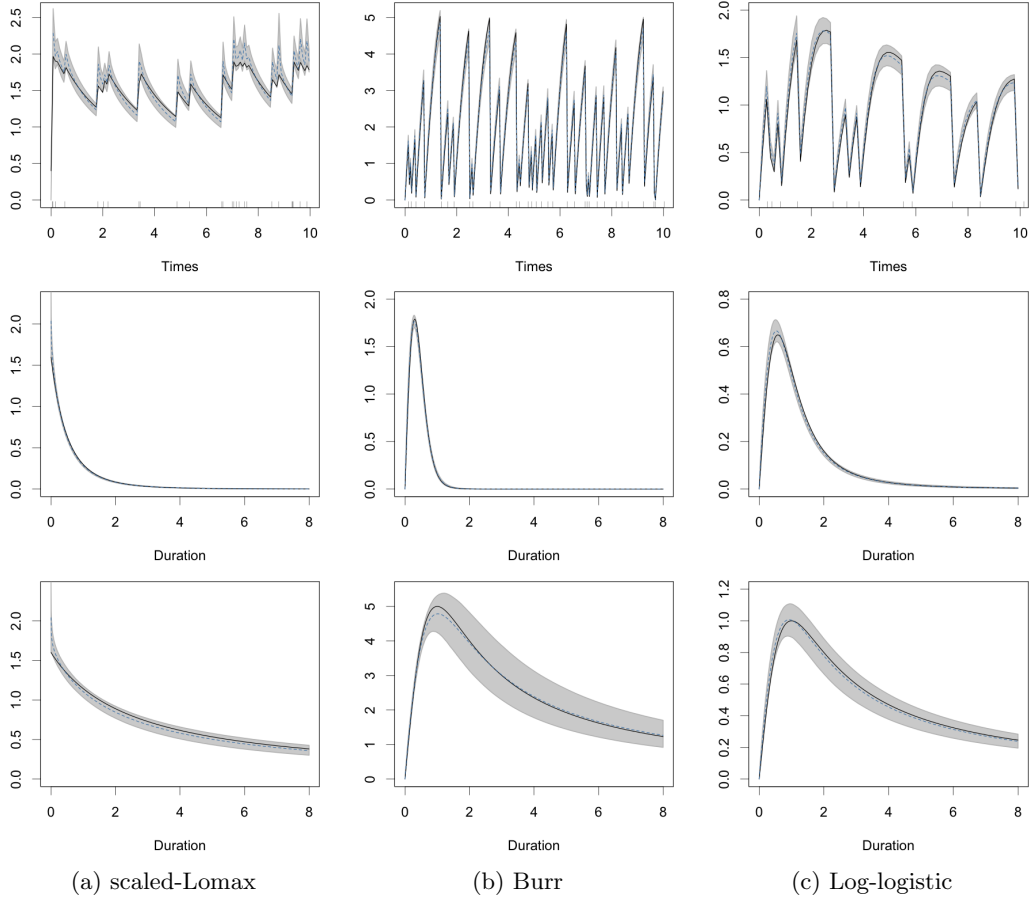 0.0 0.5 1.0 1.5 2.0 2.5
0 2 4 6 8 10
Times
0 1 2 3 4 5
0 2 4 6 8 10
Times
0.0 0.5 1.0 1.5 2.0
0 2 4 6 8 10
Times
0.0 0.5 1.0 1.5 2.0
0 2 4 6 8
Duration
0.0 0.5 1.0 1.5 2.0
0 2 4 6 8
Duration
0.0 0.2 0.4 0.6 0.8
0 2 4 6 8
Duration
0.0 0.5 1.0 1.5 2.0
0 2 4 6 8
Duration
0 1 2 3 4 5
0 2 4 6 8
Duration
0.0 0.2 0.4 0.6 0.8 1.0 1.2
0 2 4 6 8
Duration
(a) scaled-Lomax
(b) Burr
(c) Log-logistic